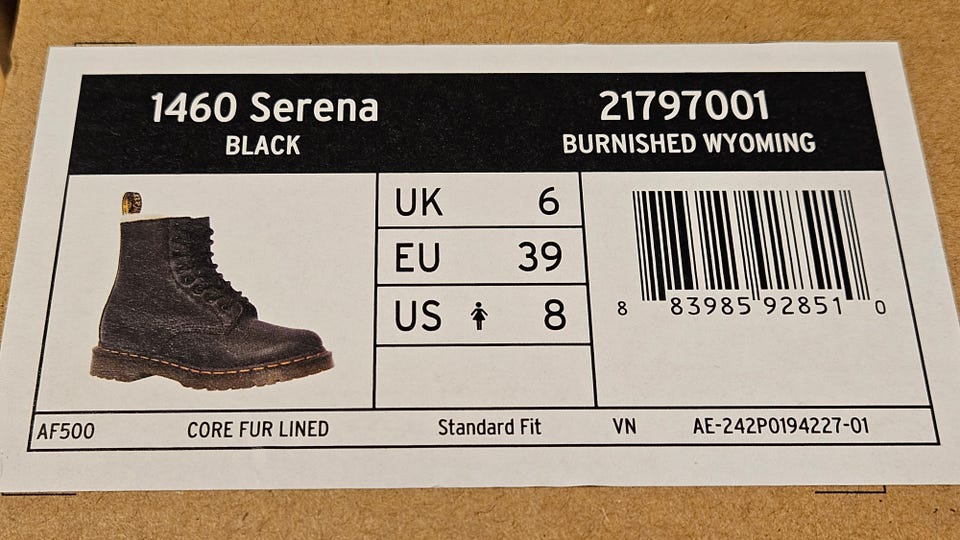 1460 Serena
BLACK
21797001
BURNISHED WYOMING
UK 6
EU 39
US 8
8 83985 92851 0
AF500 CORE FUR LINED Standard Fit VN AE-242P0194227-01